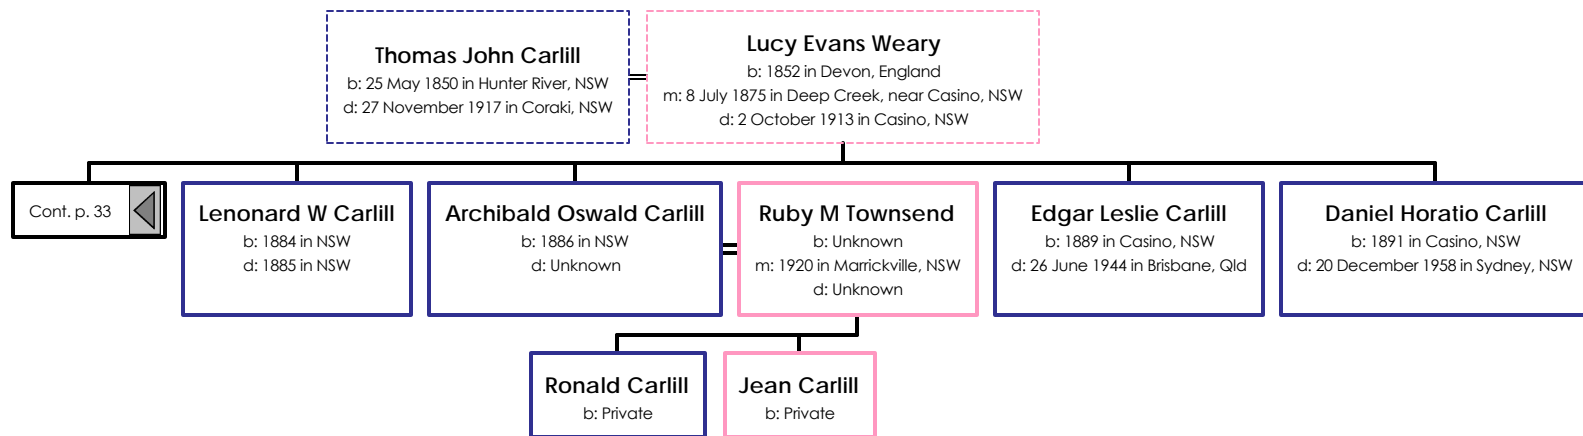 Thomas John Carlill
b: 25 May 1850 in Hunter River, NSW
d: 27 November 1917 in Coraki, NSW
Lucy Evans Weary
b: 1852 in Devon, England
m: 8 July 1875 in Deep Creek, near Casino, NSW
d: 2 October 1913 in Casino, NSW
Cont. p. 33
Lenonard W Carlill
b: 1884 in NSW
d: 1885 in NSW
Archibald Oswald Carlill
b: 1886 in NSW
d: Unknown
Ruby M Townsend
b: Unknown
m: 1920 in Marrickville, NSW
d: Unknown
Edgar Leslie Carlill
b: 1889 in Casino, NSW
d: 26 June 1944 in Brisbane, Qld
Daniel Horatio Carlill
b: 1891 in Casino, NSW
d: 20 December 1958 in Sydney, NSW
Ronald Carlill
b: Private
Jean Carlill
b: Private